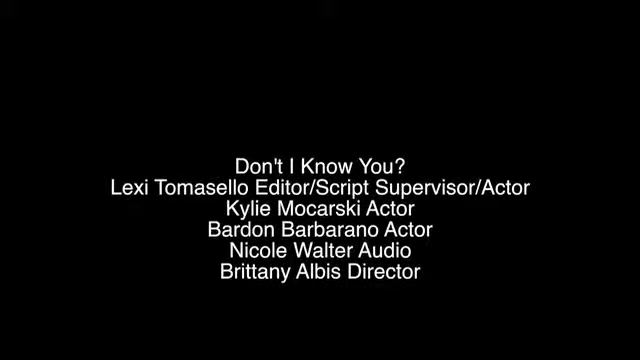 Don't I Know You?
Lexi Tomasello Editor/Script Supervisor/Actor
Kylie Mocarski Actor
Bardon Barbarano Actor
Nicole Walter Audio
Brittany Albis Director